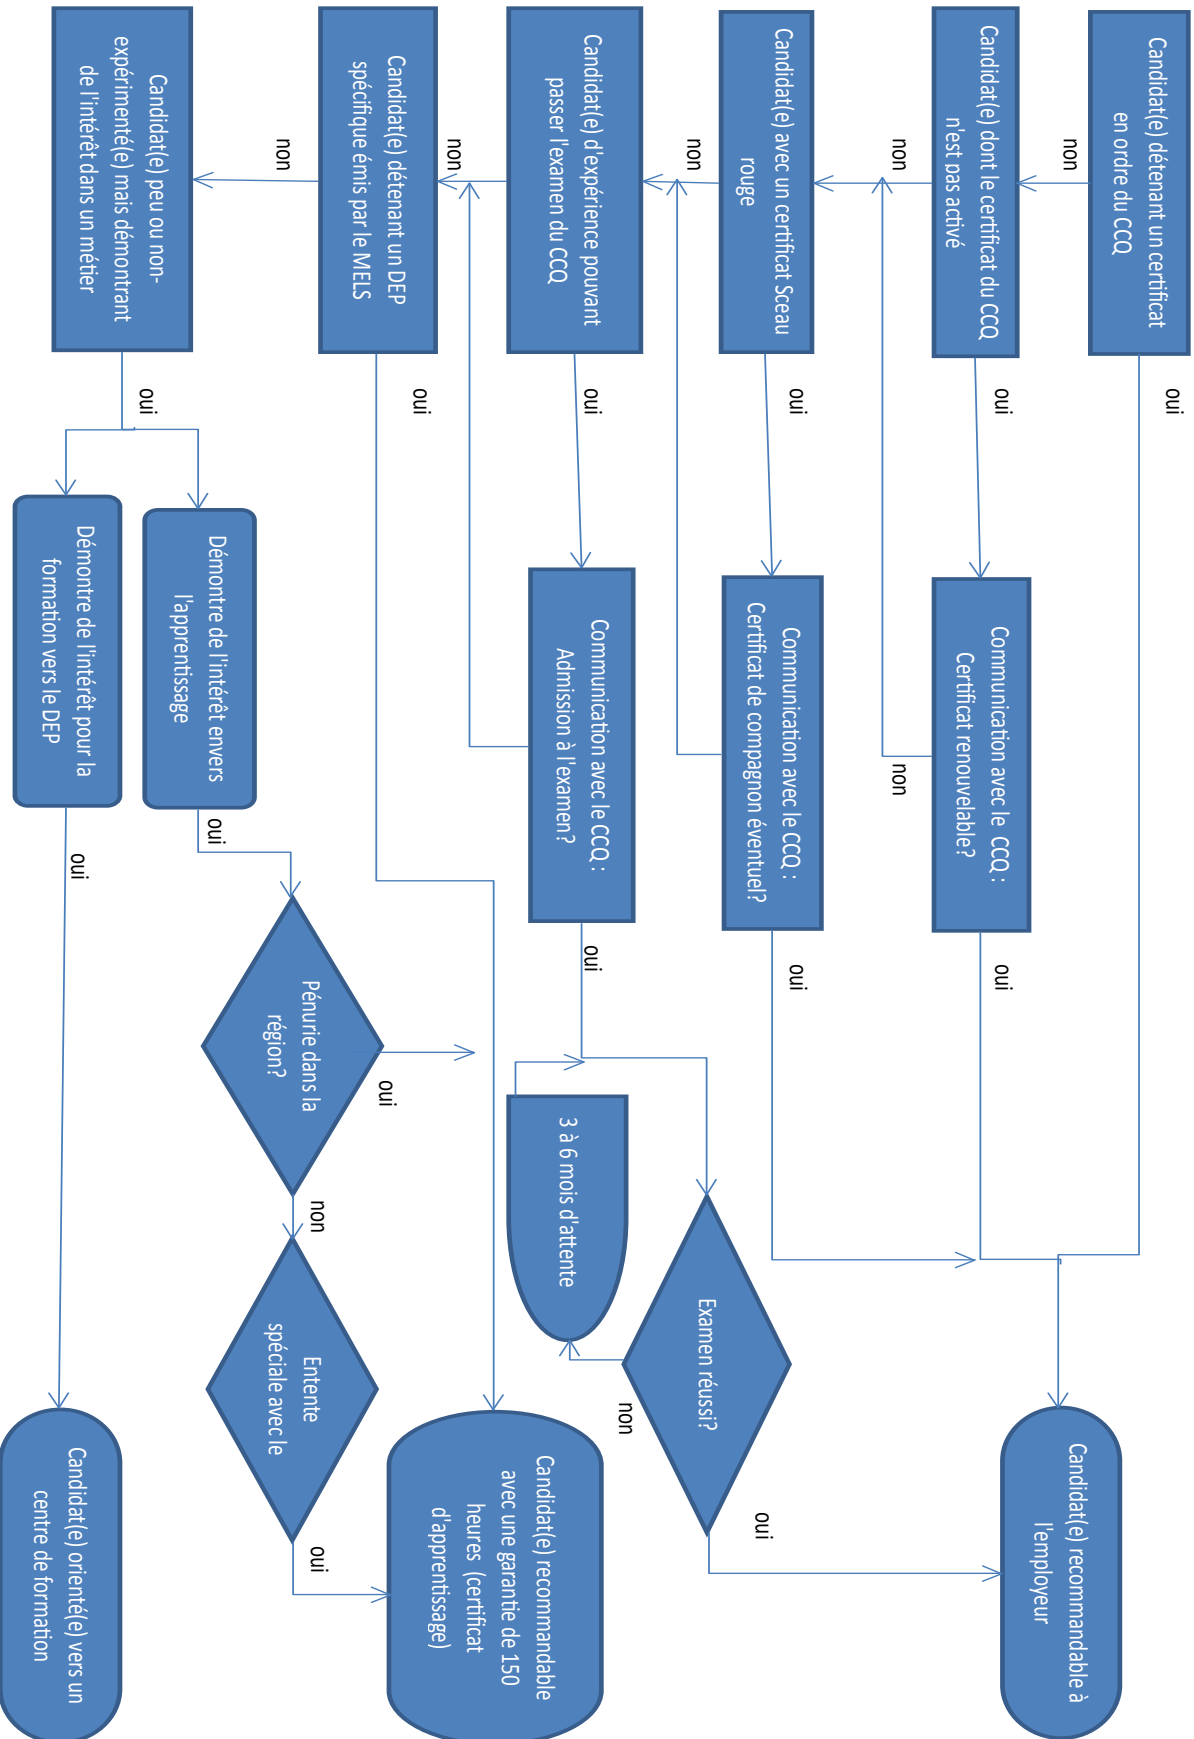 Candidat(e) détenant un certificat
en ordre du CCQ
oui
non
Candidat(e) dont le certificat du CCQ
n'est pas activé
oui
non
Communication avec le CCQ :
Certificat renouvelable?
oui
non
Candidat(e) avec un certificat Sceau
rouge
oui
non
Communication avec le CCQ :
Certificat de compagnon éventuel?
oui
Candidat(e) d'expérience pouvant
passer l'examen du CCQ
oui
non
Communication avec le CCQ :
Admission à l'examen?
oui
Examen réussi?
oui
non
3 à 6 mois d'attente
Candidat(e) recommandable à
l'employeur
Candidat(e) détenant un DEP
spécifique émis par le MELS
oui
non
Candidat(e) recommandable
avec une garantie de 150
heures (certificat
d'apprentissage)
Candidat(e) peu ou non-
expérimenté(e) mais démontrant
de l'intérêt dans un métier
oui
Démontre de l'intérêt envers
l'apprentissage
oui
Pénurie dans la
région?
oui
non
Entente
spéciale avec le
oui
Démontre de l'intérêt pour la
formation vers le DEP
oui
Candidat(e) orienté(e) vers un
centre de formation